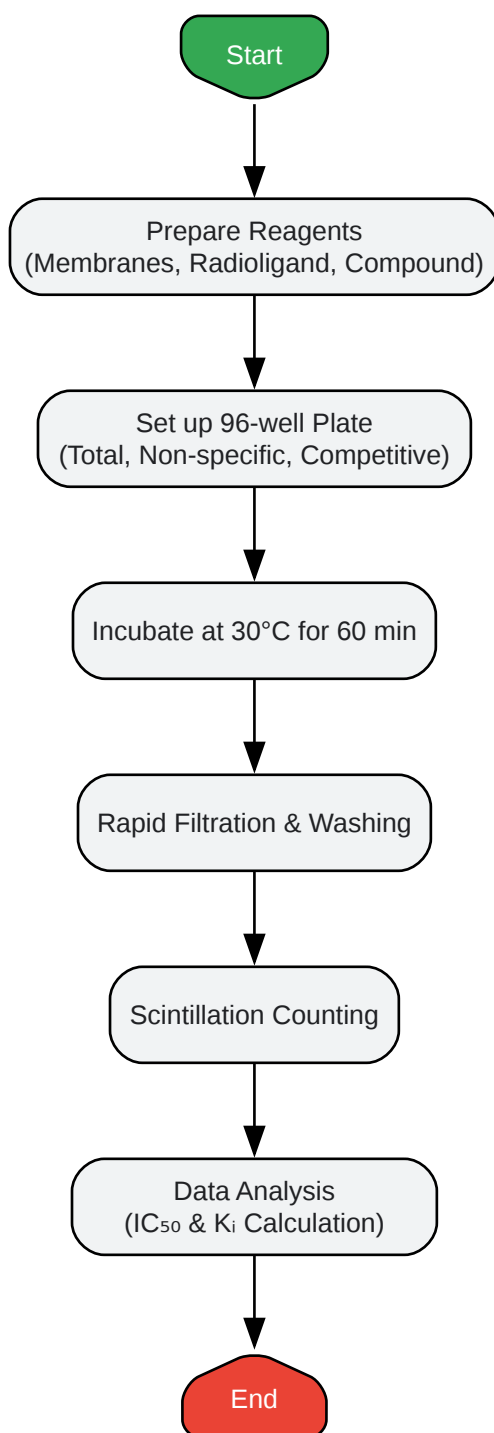 Start
Prepare Reagents
(Membranes, Radioligand, Compound)
Set up 96-well Plate
(Total, Non-specific, Competitive)
Incubate at 30°C for 60 min
Rapid Filtration & Washing
Scintillation Counting
Data Analysis
(IC₅₀ & Kᵢ Calculation)
End